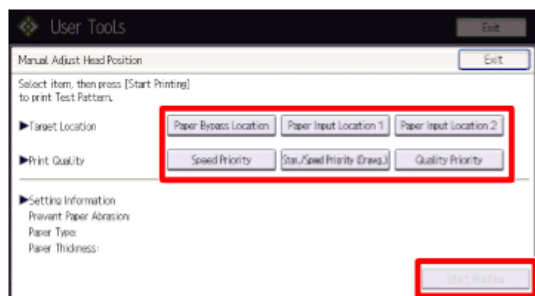 User Tools
Exit
Manual Adjust Head Position
Exit
Select item, then press [Start Printing]
to print Test Pattern.
▶Target Location
Paper Bypass Location
Paper Input Location 1
Paper Input Location 2
▶Print Quality
Speed Priority
Stan./Speed Priority (Drawg.)
Quality Priority
▶Setting Information
Prevent Paper Abrasion:
Paper Type:
Paper Thickness:
Start Printing